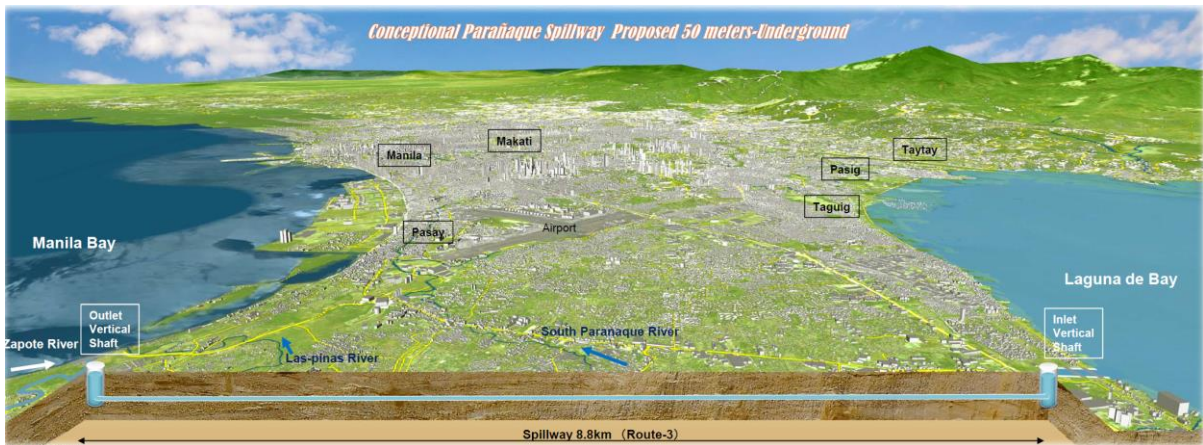 Conceptual Parañaque Spillway Proposed 50 meters-Underground
Manila
Makati
Taytay
Pasig
Taguig
Pasay
Airport
Manila Bay
Laguna de Bay
Outlet
Vertical
Shaft
Inlet
Vertical
Shaft
Zapote River
Las-pinas River
South Paranaque River
Spillway 8.8km (Route-3)